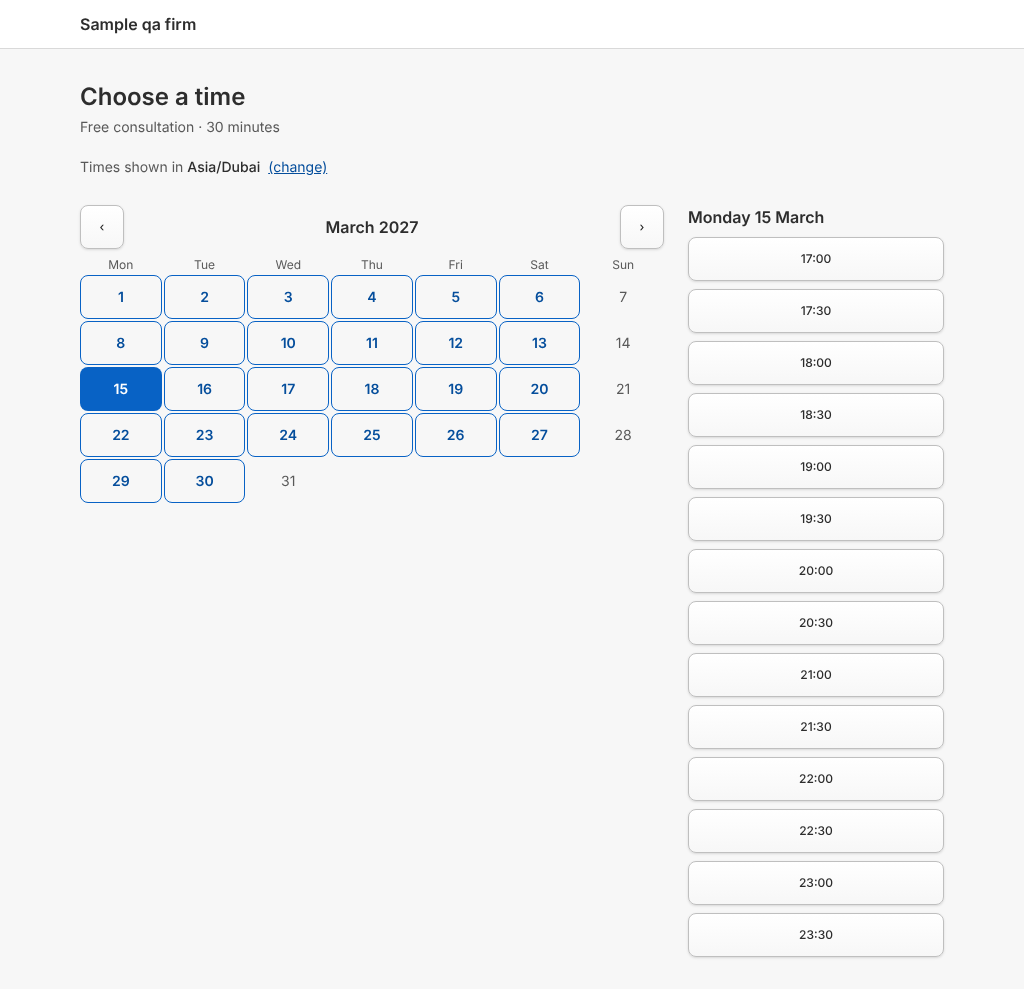 Sample qa firm
Choose a time
Free consultation · 30 minutes
Times shown in Asia/Dubai (change)
‹ March 2027 ›
Mon Tue Wed Thu Fri Sat Sun
1 2 3 4 5 6 7
8 9 10 11 12 13 14
15 16 17 18 19 20 21
22 23 24 25 26 27 28
29 30 31
Monday 15 March
17:00
17:30
18:00
18:30
19:00
19:30
20:00
20:30
21:00
21:30
22:00
22:30
23:00
23:30